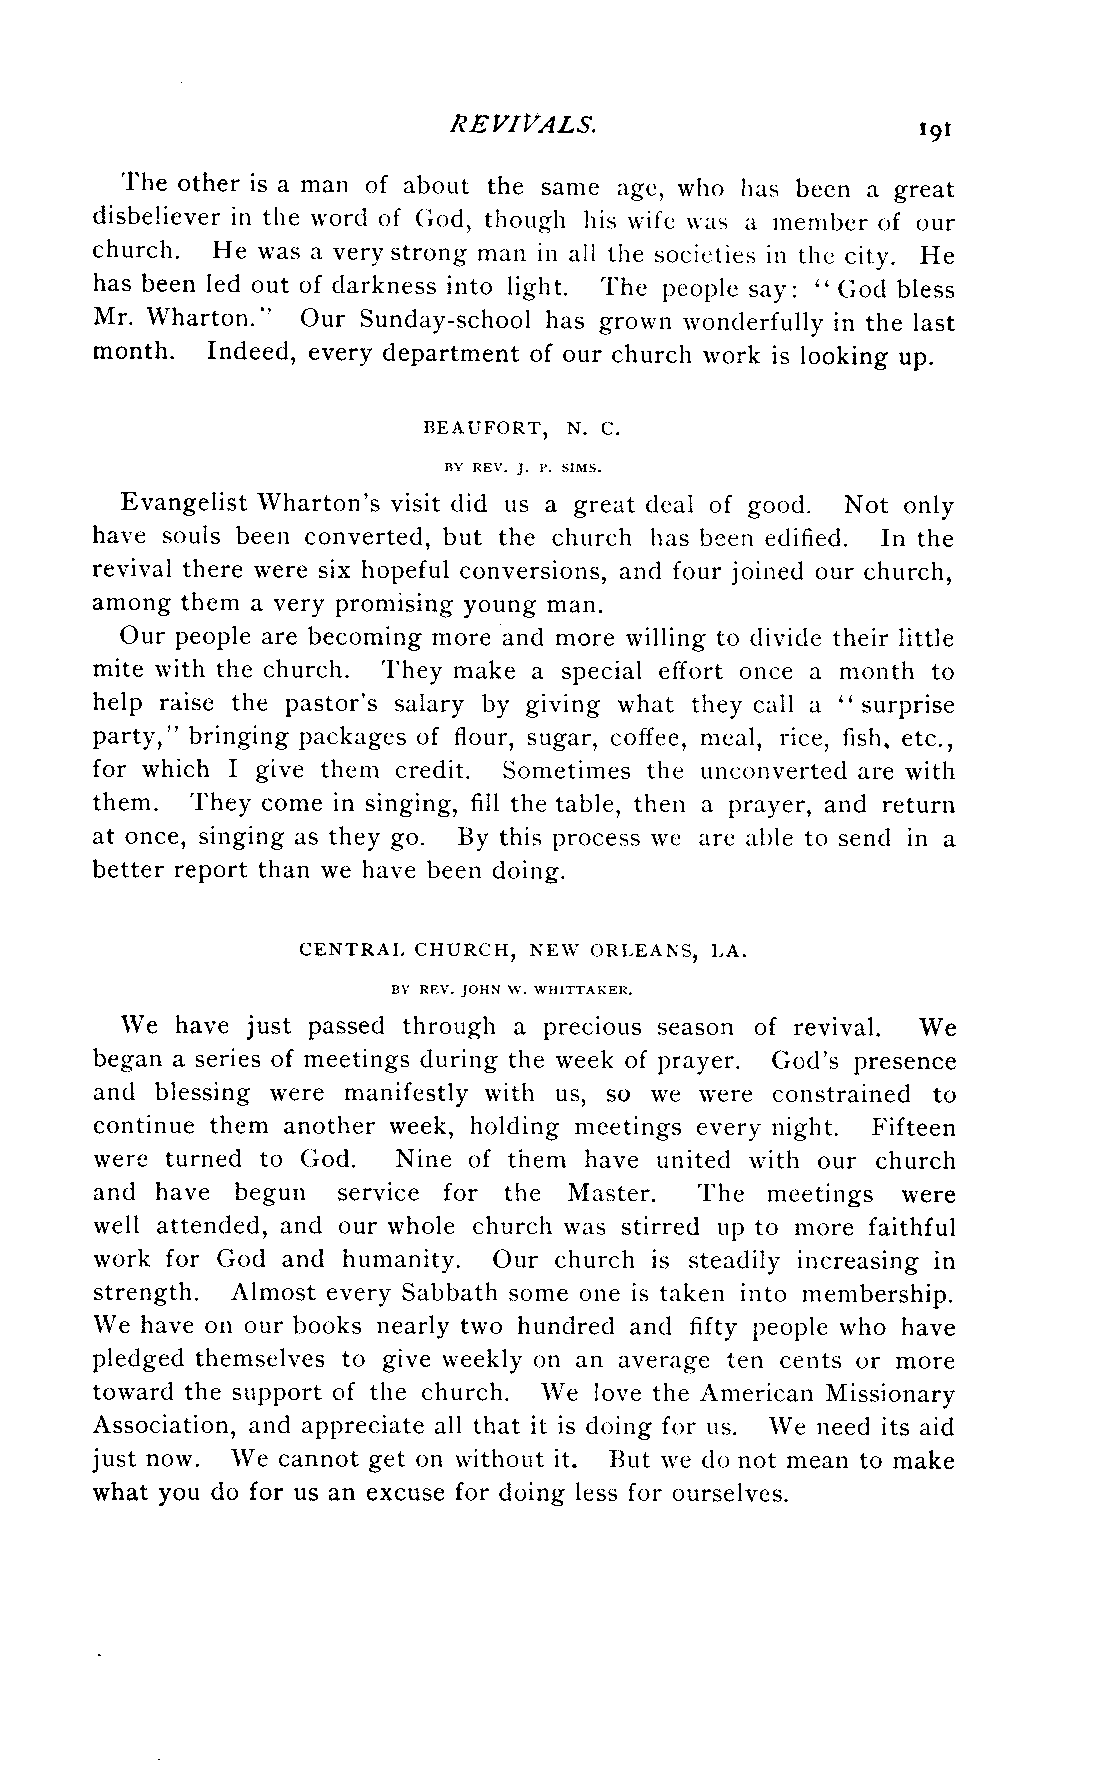 REVIVALS. 191
The other is a man of about the same age, who has been a great
disbeliever in the word of God, though his wife was a member of our
church. He was a very strong man in all the societies in the city. He
has been led out of darkness into light. The people say: "God bless
Mr. Wharton." Our Sunday-school has grown wonderfully in the last
month. Indeed, every department of our church work is looking up.
BEAUFORT, N. C.
BY REV. J. P. SIMS.
Evangelist Wharton's visit did us a great deal of good. Not only
have souls been converted, but the church has been edified. In the
revival there were six hopeful conversions, and four joined our church,
among them a very promising young man.
Our people are becoming more and more willing to divide their little
mite with the church. They make a special effort once a month to
help raise the pastor's salary by giving what they call a "surprise
party," bringing packages of flour, sugar, coffee, meal, rice, fish, etc.,
for which I give them credit. Sometimes the unconverted are with
them. They come in singing, fill the table, then a prayer, and return
at once, singing as they go. By this process we are able to send in a
better report than we have been doing.
CENTRAL CHURCH, NEW ORLEANS, LA.
BY REV. JOHN W. WHITTAKER.
We have just passed through a precious season of revival. We
began a series of meetings during the week of prayer. God's presence
and blessing were manifestly with us, so we were constrained to
continue them another week, holding meetings every night. Fifteen
were turned to God. Nine of them have united with our church
and have begun service for the Master. The meetings were
well attended, and our whole church was stirred up to more faithful
work for God and humanity. Our church is steadily increasing in
strength. Almost every Sabbath some one is taken into membership.
We have on our books nearly two hundred and fifty people who have
pledged themselves to give weekly on an average ten cents or more
toward the support of the church. We love the American Missionary
Association, and appreciate all that it is doing for us. We need its aid
just now. We cannot get on without it. But we do not mean to make
what you do for us an excuse for doing less for ourselves.